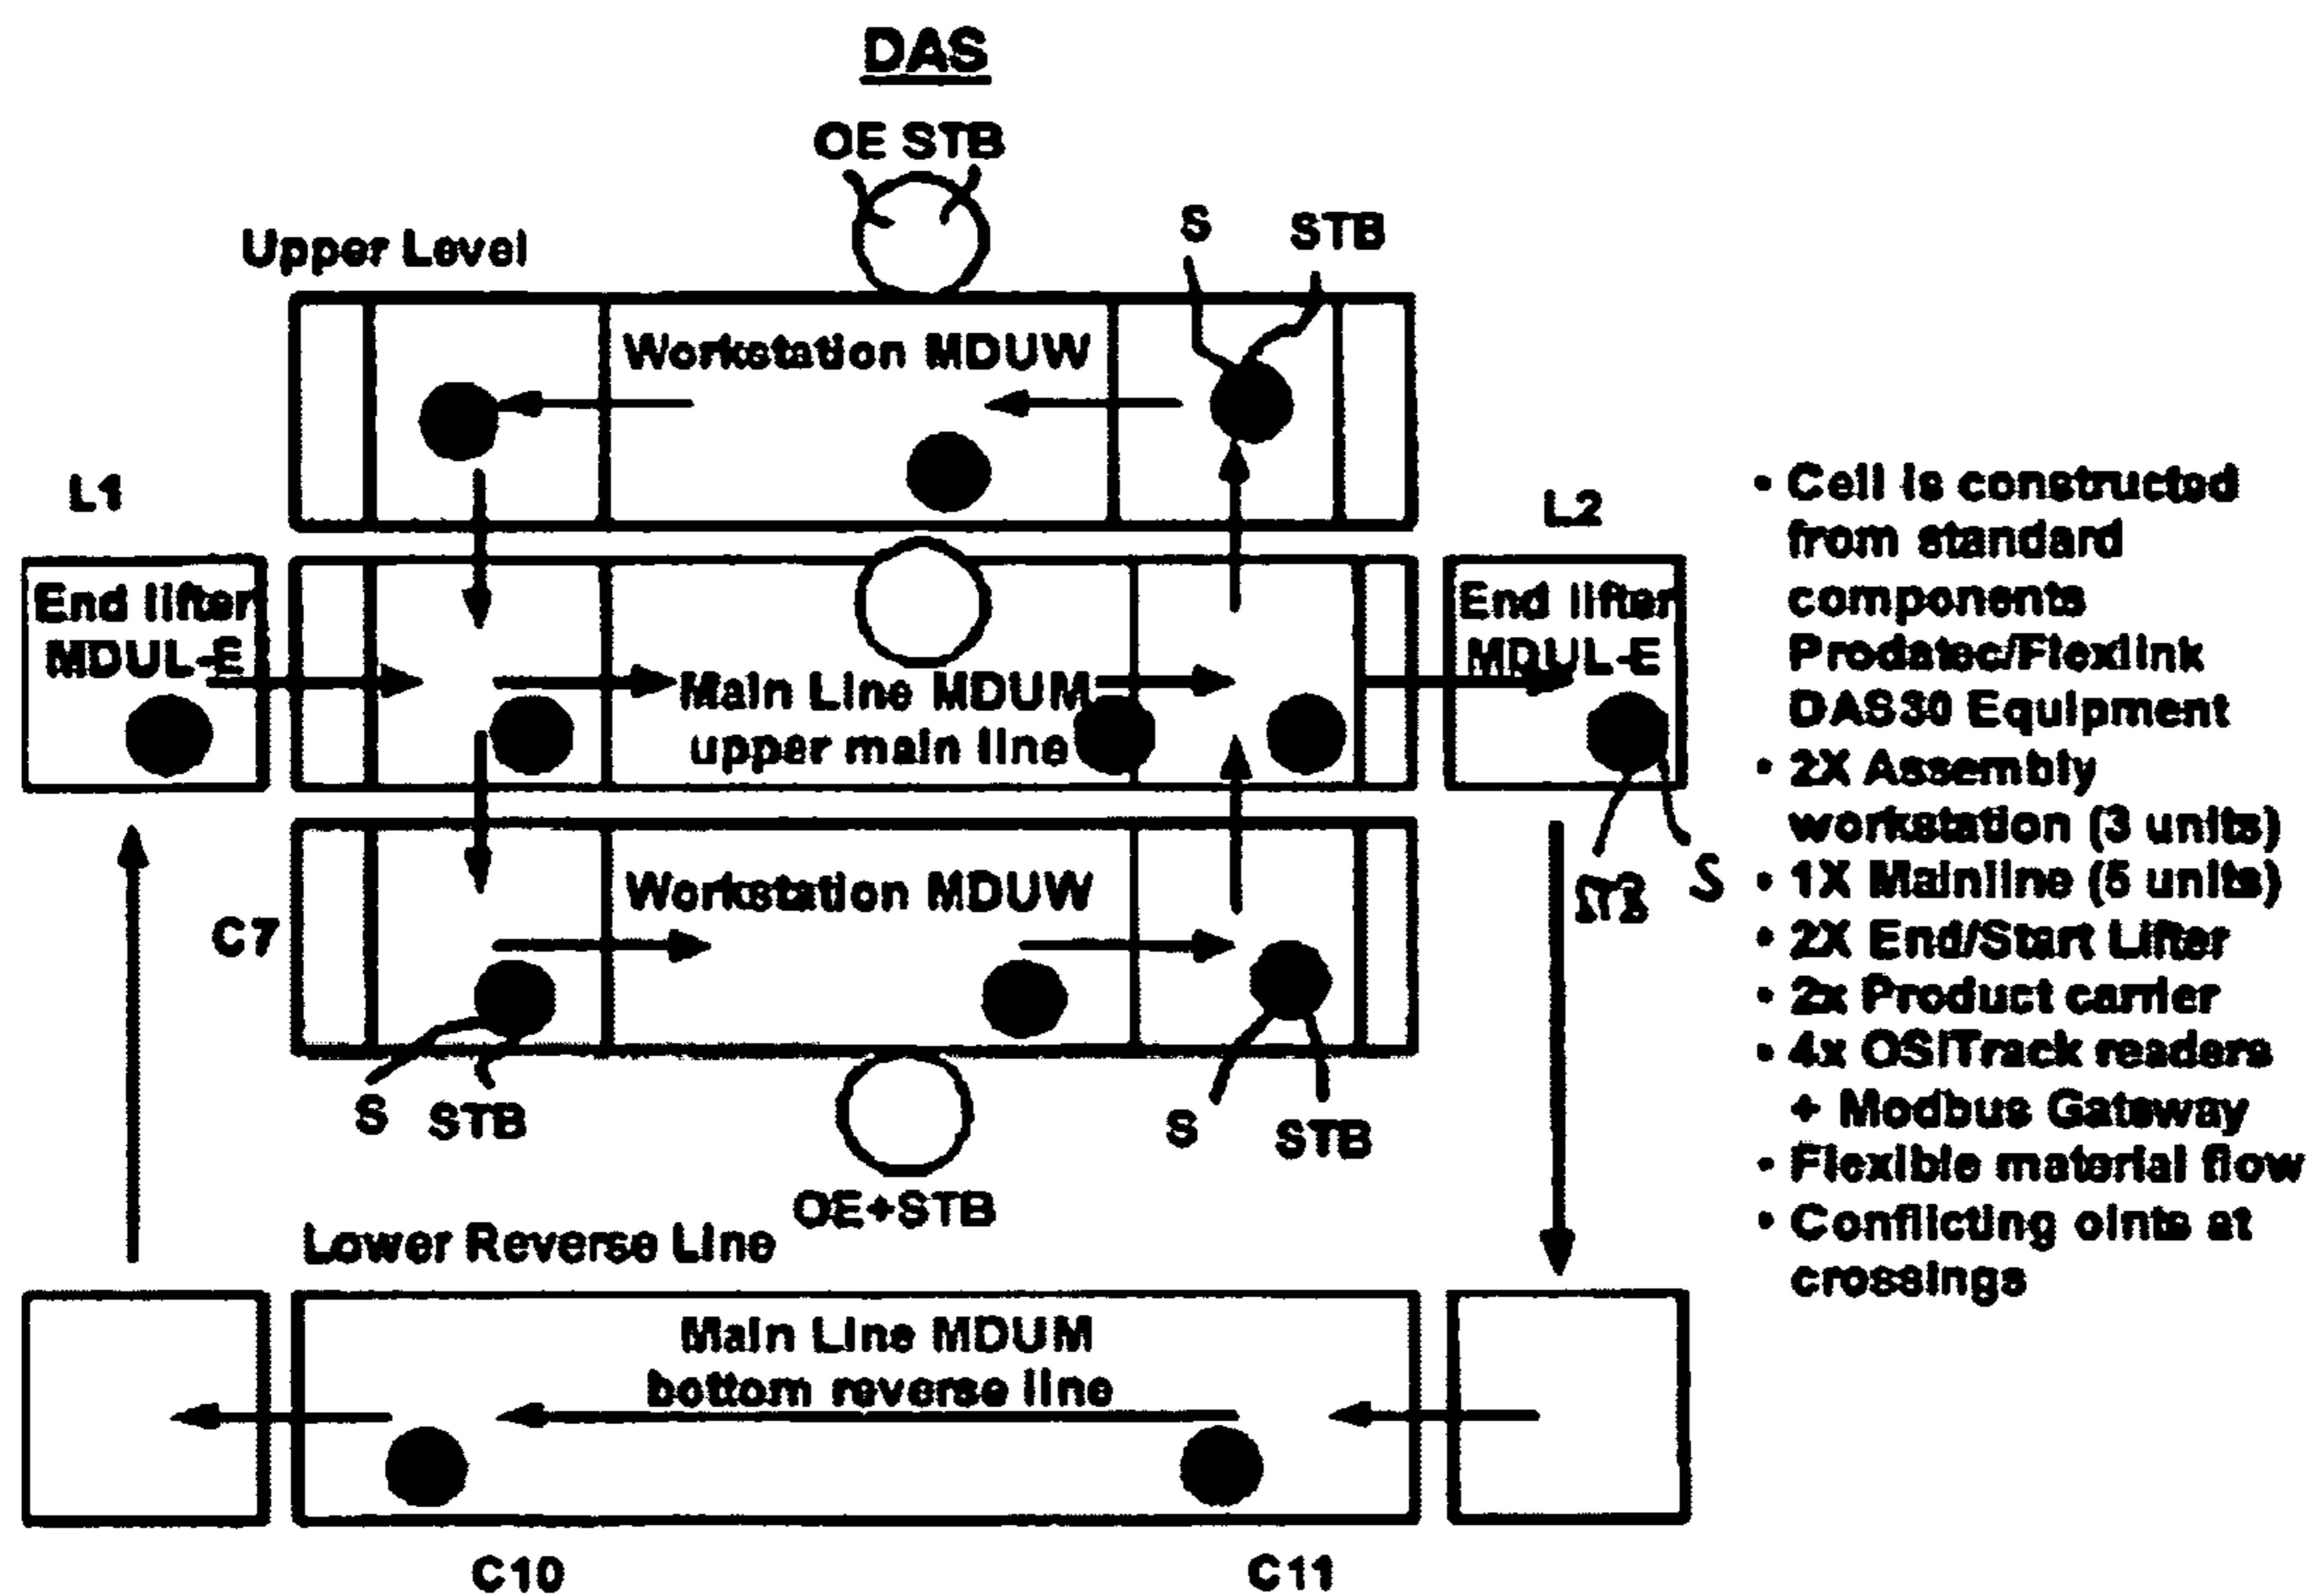 DAS
OE STB
S
STB
Upper Level
Workstation MDUW
L1
L2
End lifter
MDUL-E
Main Line MDUM
upper main line
End lifter
MDUL-E
C7
Workstation MDUW
STB
S
S
STB
S
STB
OE+STB
Lower Reverse Line
Main Line MDUM
bottom reverse line
C10
C11
• Cell is constructed
from standard
components
Prodatec/Flexlink
DAS30 Equipment
• 2X Assembly
workstation (3 units)
• 1X Mainline (5 units)
• 2X End/Start Lifter
• 2x Product carrier
• 4x OSITrack readers
+ Modbus Gateway
• Flexible material flow
• Conflicting oints at
crossings